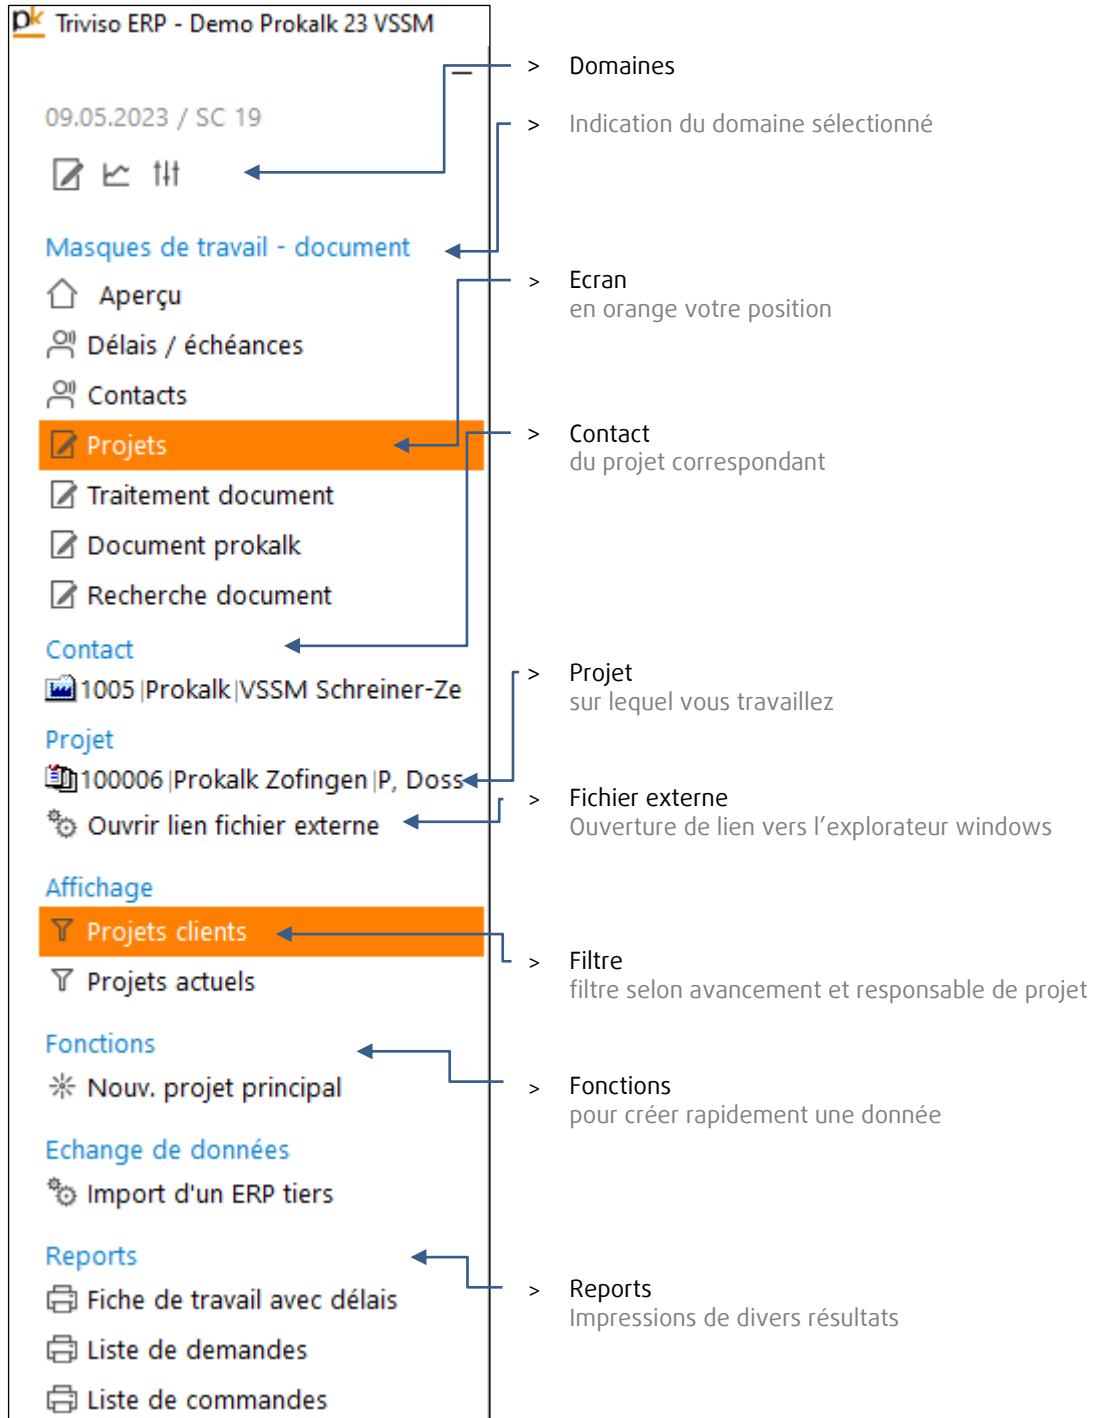 pk Triviso ERP - Demo Prokalk 23 VSSM
09.05.2023 / SC 19
Masques de travail - document
Aperçu
Délais / échéances
Contacts
Projets
Traitement document
Document prokalk
Recherche document
Contact
1005|Prokalk|VSSM Schreiner-Ze
Projet
100006|Prokalk Zofingen|P, Doss
Ouvrir lien fichier externe
Affichage
Projets clients
Projets actuels
Fonctions
Nouv. projet principal
Echange de données
Import d'un ERP tiers
Reports
Fiche de travail avec délais
Liste de demandes
Liste de commandes
> Domaines
> Indication du domaine sélectionné
> Ecran
en orange votre position
> Contact
du projet correspondant
> Projet
sur lequel vous travaillez
> Fichier externe
Ouverture de lien vers l'explorateur windows
> Filtre
filtre selon avancement et responsable de projet
> Fonctions
pour créer rapidement une donnée
> Reports
Impressions de divers résultats